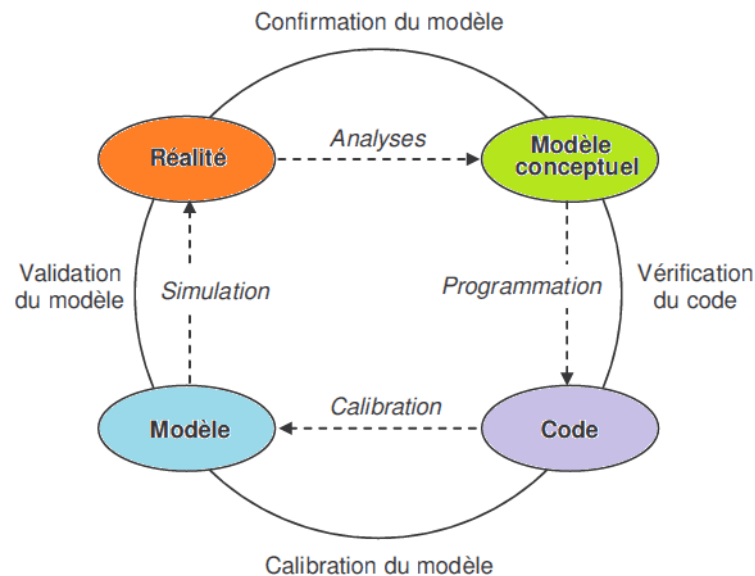 Confirmation du modèle
Réalité
Analyses
Modèle
conceptuel
Validation
du modèle
Simulation
Programmation
Vérification
du code
Modèle
Calibration
Code
Calibration du modèle